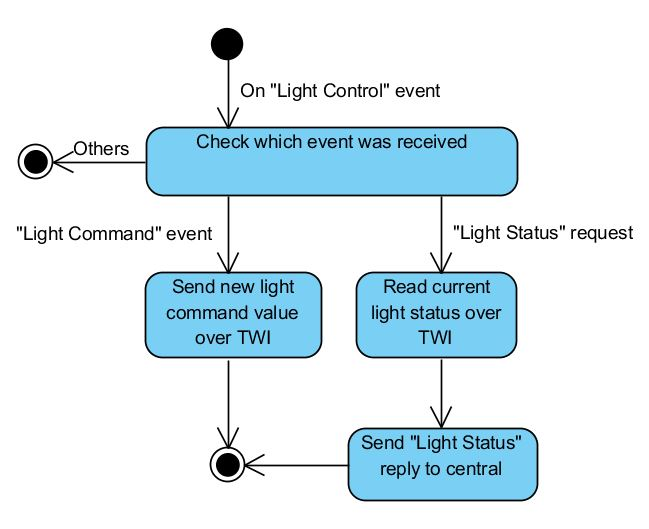 On "Light Control" event
Check which event was received
Others
"Light Command" event
"Light Status" request
Send new light
command value
over TWI
Read current
light status over
TWI
Send "Light Status"
reply to central